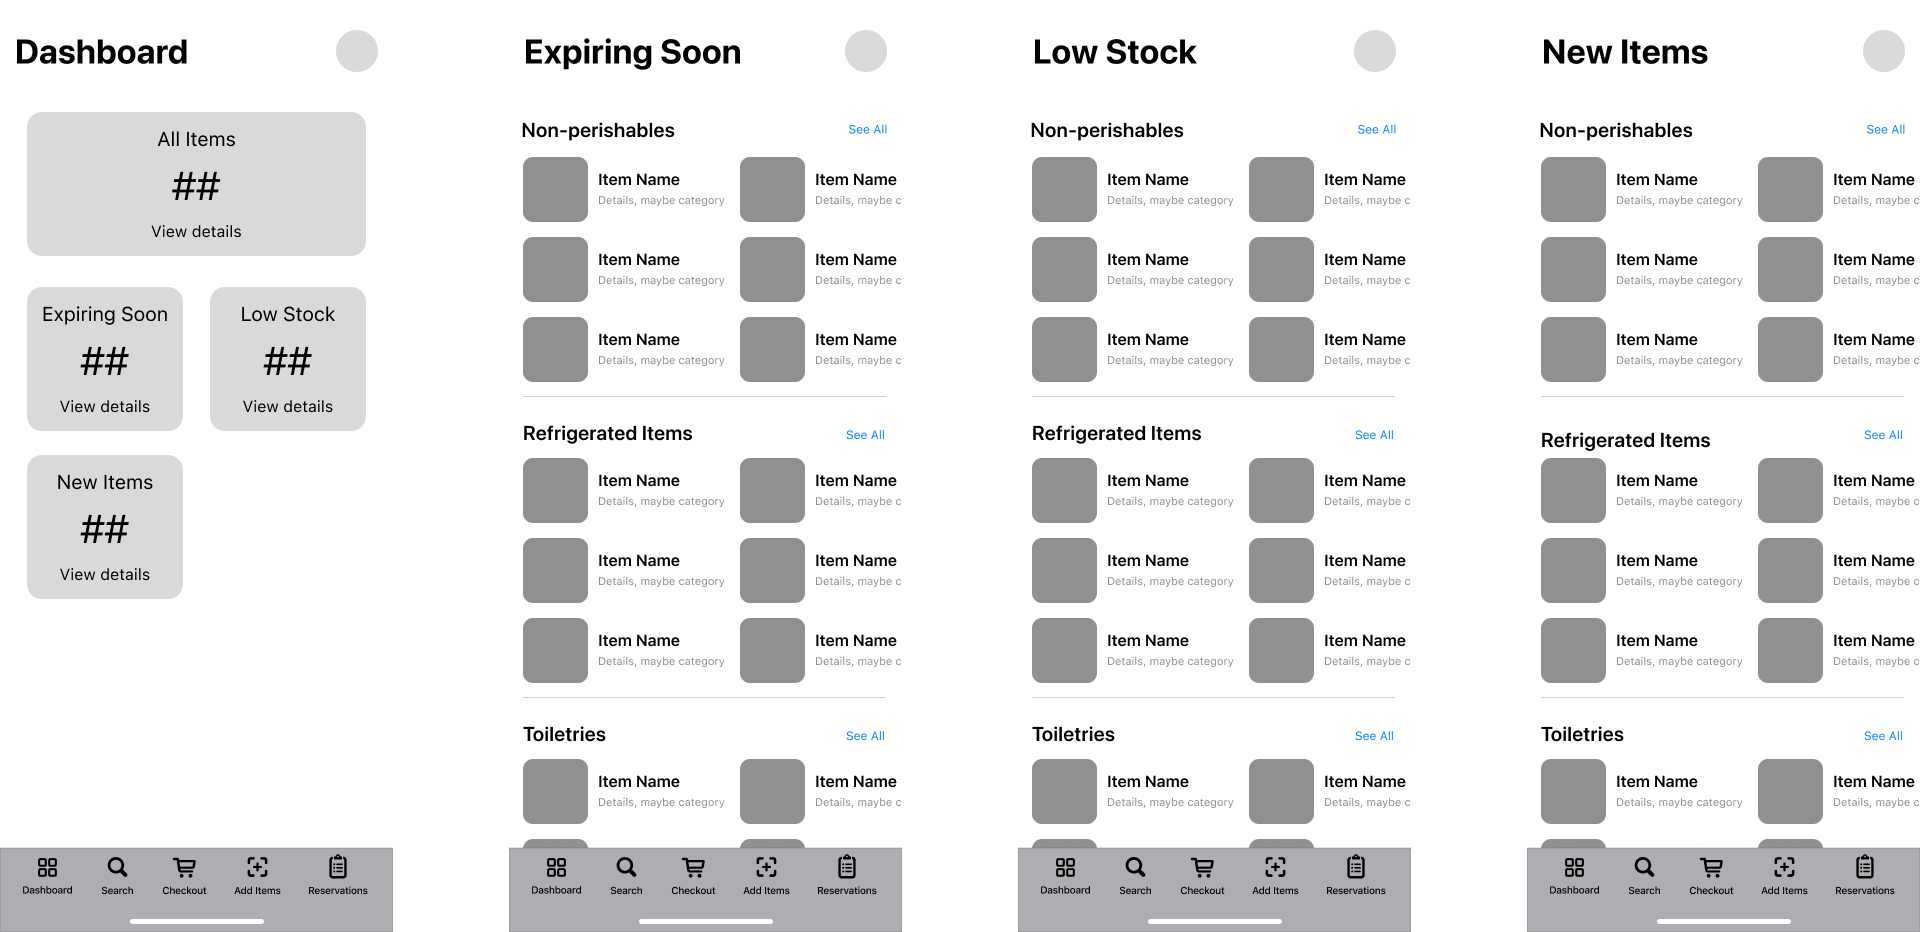 Dashboard
All Items
##
View details
Expiring Soon
##
View details
Low Stock
##
View details
New Items
##
View details
Dashboard
Search
Checkout
Add Items
Reservations
Expiring Soon
Non-perishables
See All
Item Name
Details, maybe category
Item Name
Details, maybe c
Item Name
Details, maybe category
Item Name
Details, maybe c
Item Name
Details, maybe category
Item Name
Details, maybe c
Refrigerated Items
See All
Item Name
Details, maybe category
Item Name
Details, maybe c
Item Name
Details, maybe category
Item Name
Details, maybe c
Item Name
Details, maybe category
Item Name
Details, maybe c
Toiletries
See All
Item Name
Details, maybe category
Item Name
Details, maybe c
Dashboard
Search
Checkout
Add Items
Reservations
Low Stock
Non-perishables
See All
Item Name
Details, maybe category
Item Name
Details, maybe c
Item Name
Details, maybe category
Item Name
Details, maybe c
Item Name
Details, maybe category
Item Name
Details, maybe c
Refrigerated Items
See All
Item Name
Details, maybe category
Item Name
Details, maybe c
Item Name
Details, maybe category
Item Name
Details, maybe c
Item Name
Details, maybe category
Item Name
Details, maybe c
Toiletries
See All
Item Name
Details, maybe category
Item Name
Details, maybe c
Dashboard
Search
Checkout
Add Items
Reservations
New Items
Non-perishables
See All
Item Name
Details, maybe category
Item Name
Details, maybe c
Item Name
Details, maybe category
Item Name
Details, maybe c
Item Name
Details, maybe category
Item Name
Details, maybe c
Refrigerated Items
See All
Item Name
Details, maybe category
Item Name
Details, maybe c
Item Name
Details, maybe category
Item Name
Details, maybe c
Item Name
Details, maybe category
Item Name
Details, maybe c
Toiletries
See All
Item Name
Details, maybe category
Item Name
Details, maybe c
Dashboard
Search
Checkout
Add Items
Reservations